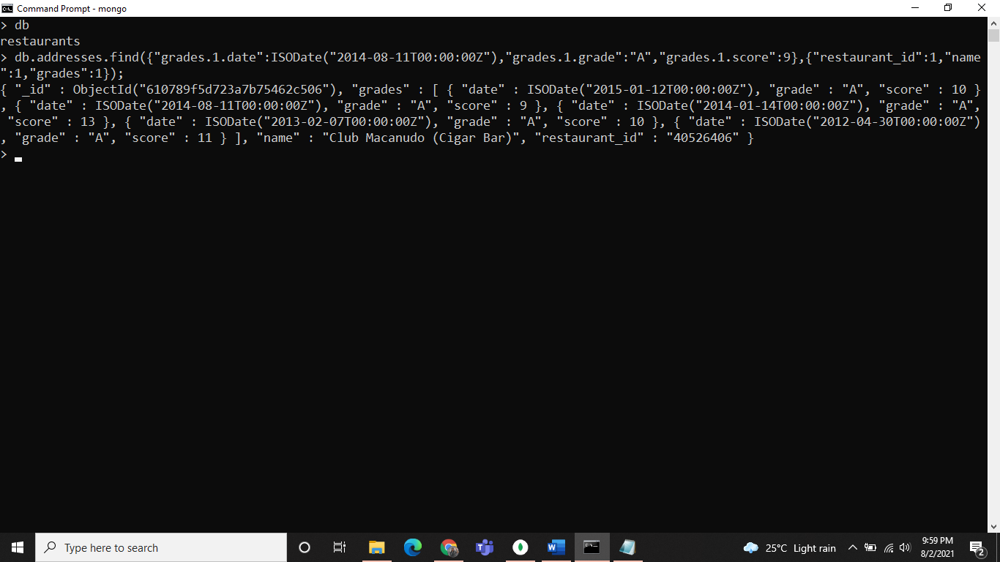 Command Prompt - mongo
> db
restaurants
> db.addresses.find({"grades.1.date":ISODate("2014-08-11T00:00:00Z"),"grades.1.grade":"A","grades.1.score":9},{"restaurant_id":1,"name
":1,"grades":1});
{ "_id" : ObjectId("610789f5d723a7b75462c506"), "grades" : [ { "date" : ISODate("2015-01-12T00:00:00Z"), "grade" : "A", "score" : 10 }
, { "date" : ISODate("2014-08-11T00:00:00Z"), "grade" : "A", "score" : 9 }, { "date" : ISODate("2014-01-14T00:00:00Z"), "grade" : "A",
"score" : 13 }, { "date" : ISODate("2013-02-07T00:00:00Z"), "grade" : "A", "score" : 10 }, { "date" : ISODate("2012-04-30T00:00:00Z")
, "grade" : "A", "score" : 11 } ], "name" : "Club Macanudo (Cigar Bar)", "restaurant_id" : "40526406" }
>
Type here to search
25°C Light rain
9:59 PM
8/2/2021
2